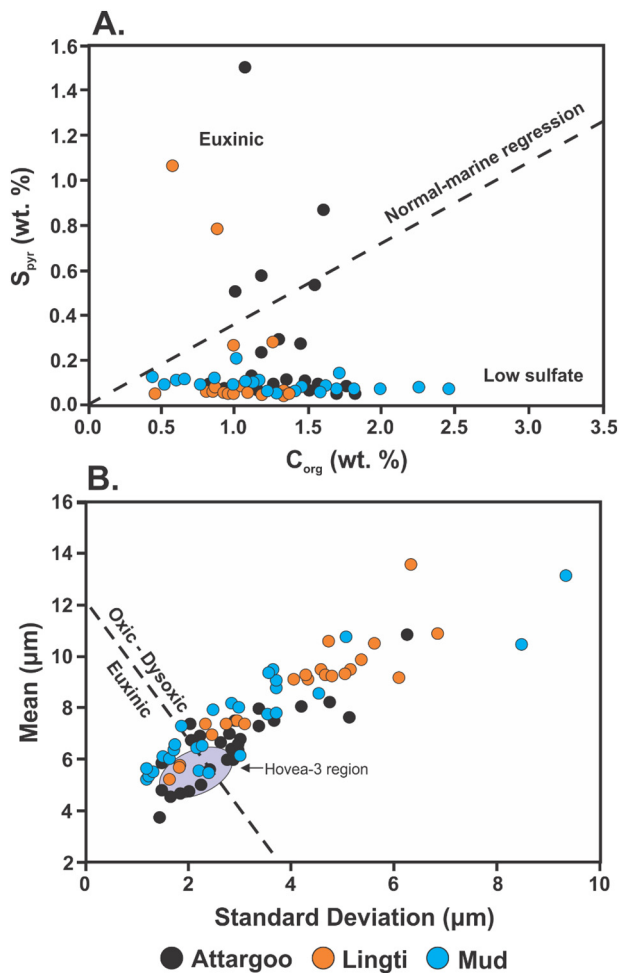 A.
1.6
1.4
1.2
1.0
0.8
0.6
0.4
0.2
0.0
S_pyr (wt. %)
Euxinic
Normal-marine regression
Low sulfate
0.0 0.5 1.0 1.5 2.0 2.5 3.0 3.5
C_org (wt. %)
B.
16
14
12
10
8
6
4
2
Mean (µm)
Oxic - Dysoxic
Euxinic
Hovea-3 region
0 2 4 6 8 10
Standard Deviation (µm)
Attargoo Lingti Mud